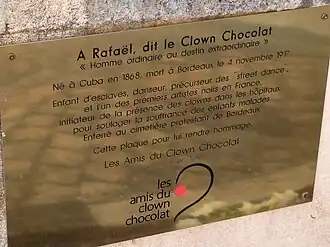 A Rafaël, dit le Clown Chocolat
« Homme ordinaire au destin extraordinaire »
Né à Cuba en 1868, mort à Bordeaux, le 4 novembre 1917
Enfant d'esclaves, danseur, précurseur des "street dance"
et l'un des premiers artistes noirs en France,
initiateur de la présence des clowns dans les hôpitaux,
pour soulager la souffrance des enfants malades
Enterré au cimetière protestant de Bordeaux
Cette plaque pour lui rendre hommage.
Les Amis du Clown Chocolat
les
amis du
clown
chocolat